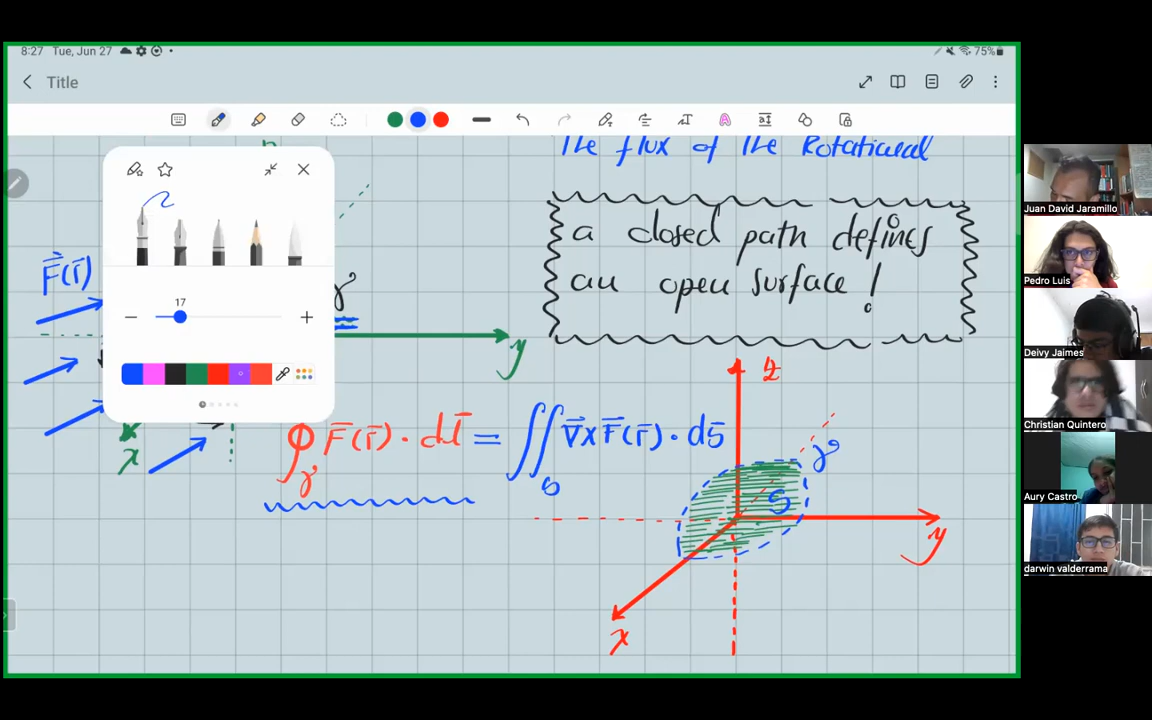 8:27 Tue, Jun 27
75%
Title
The flux of the Rotational
a closed path defines
an open surface!
F⃗(r̄)
17
γ
y
x
∮γ F̄(r̄) · dl̄ = ∬s ∇⃗×F⃗(r̄) · ds̄
z
γ
S
y
x
Juan David Jaramillo
Pedro Luis
Deivy Jaimes
Christian Quintero
Aury Castro
darwin valderrama